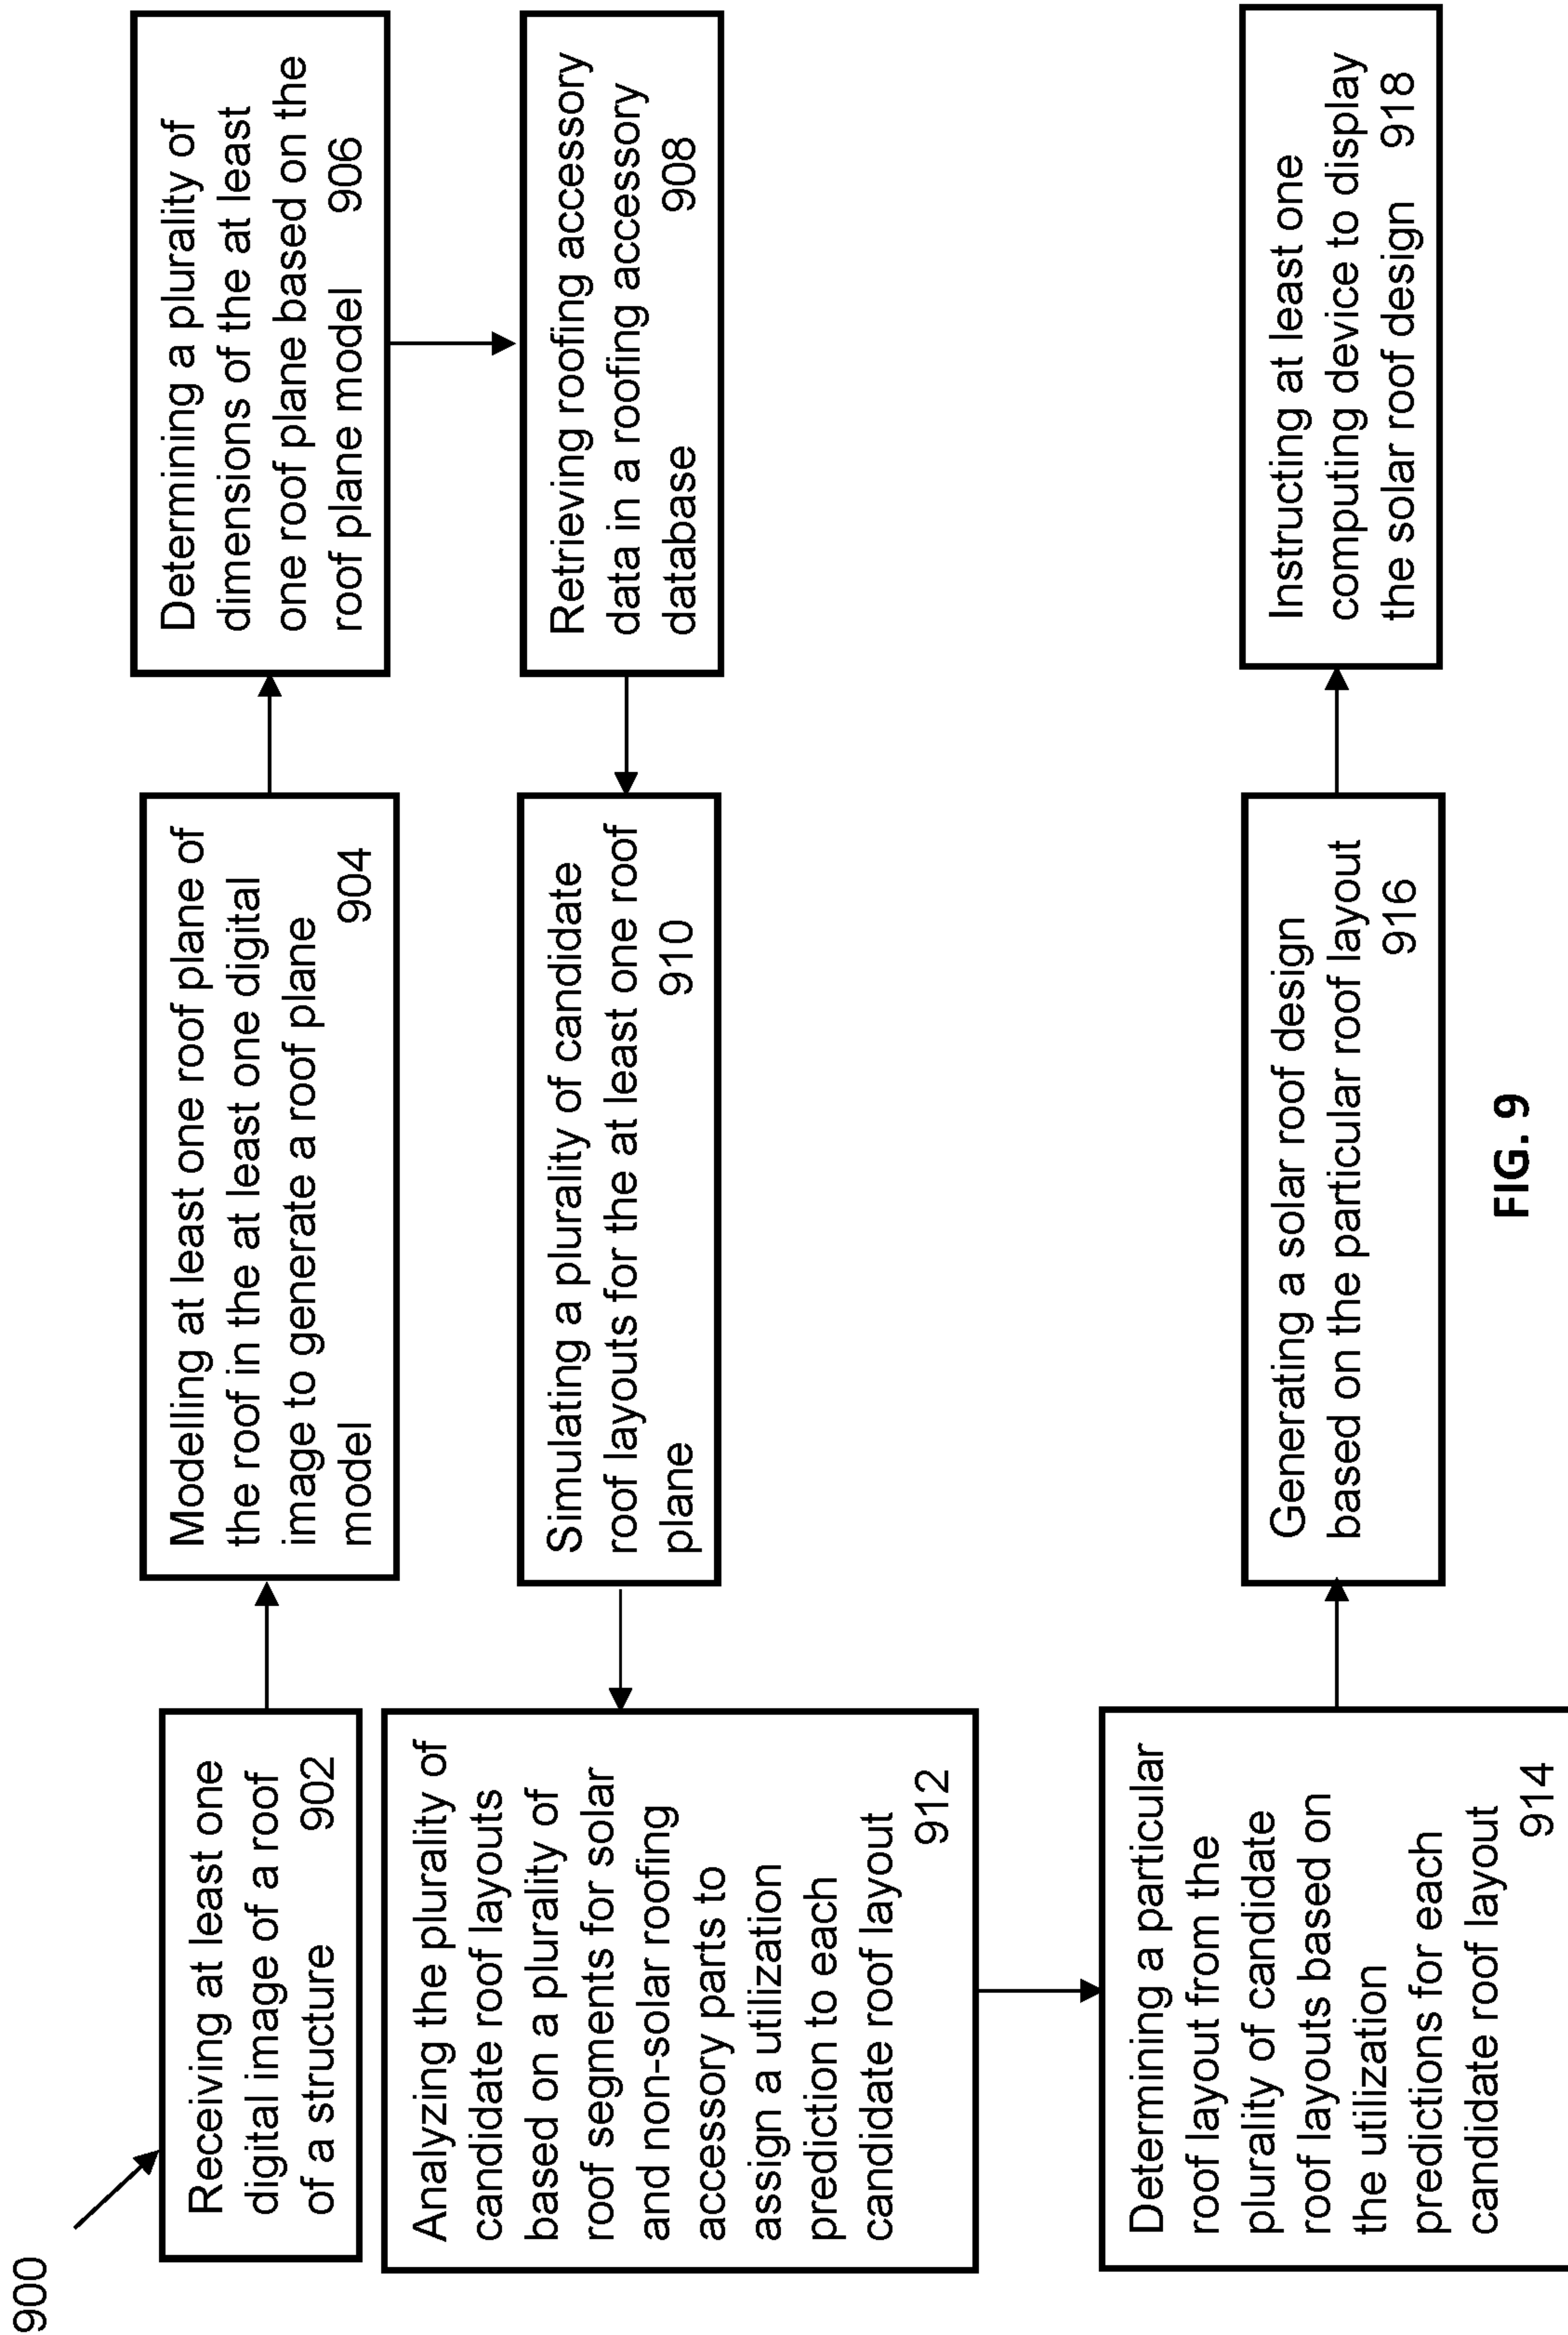 900
Receiving at least one
digital image of a roof
of a structure 902
Modelling at least one roof plane of
the roof in the at least one digital
image to generate a roof plane
model 904
Determining a plurality of
dimensions of the at least
one roof plane based on the
roof plane model 906
Retrieving roofing accessory
data in a roofing accessory
database 908
Simulating a plurality of candidate
roof layouts for the at least one roof
plane 910
Analyzing the plurality of
candidate roof layouts
based on a plurality of
roof segments for solar
and non-solar roofing
accessory parts to
assign a utilization
prediction to each
candidate roof layout
912
Determining a particular
roof layout from the
plurality of candidate
roof layouts based on
the utilization
predictions for each
candidate roof layout
914
Generating a solar roof design
based on the particular roof layout
916
Instructing at least one
computing device to display
the solar roof design 918
FIG. 9